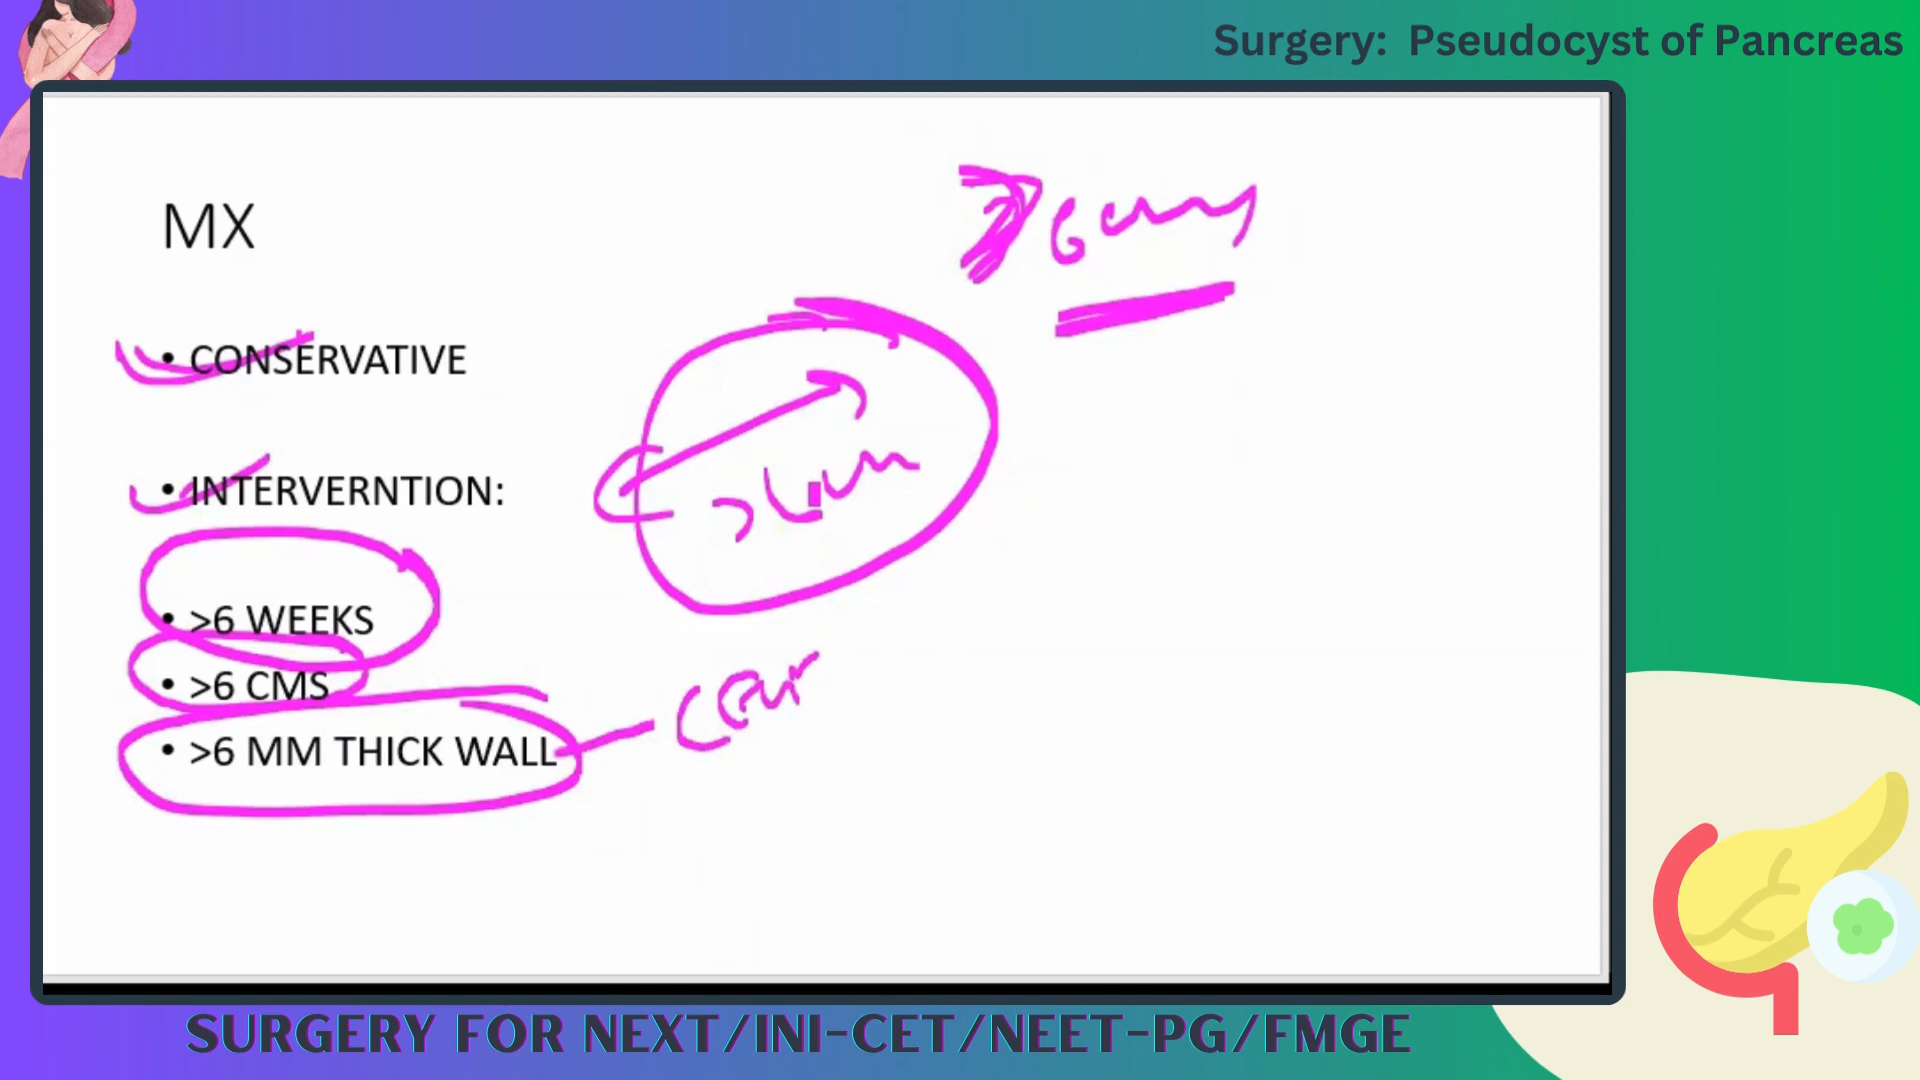 Surgery: Pseudocyst of Pancreas
MX
• CONSERVATIVE
• INTERVERNTION:
• >6 WEEKS
• >6 CMS
• >6 MM THICK WALL
SURGERY FOR NEXT/INI-CET/NEET-PG/FMGE